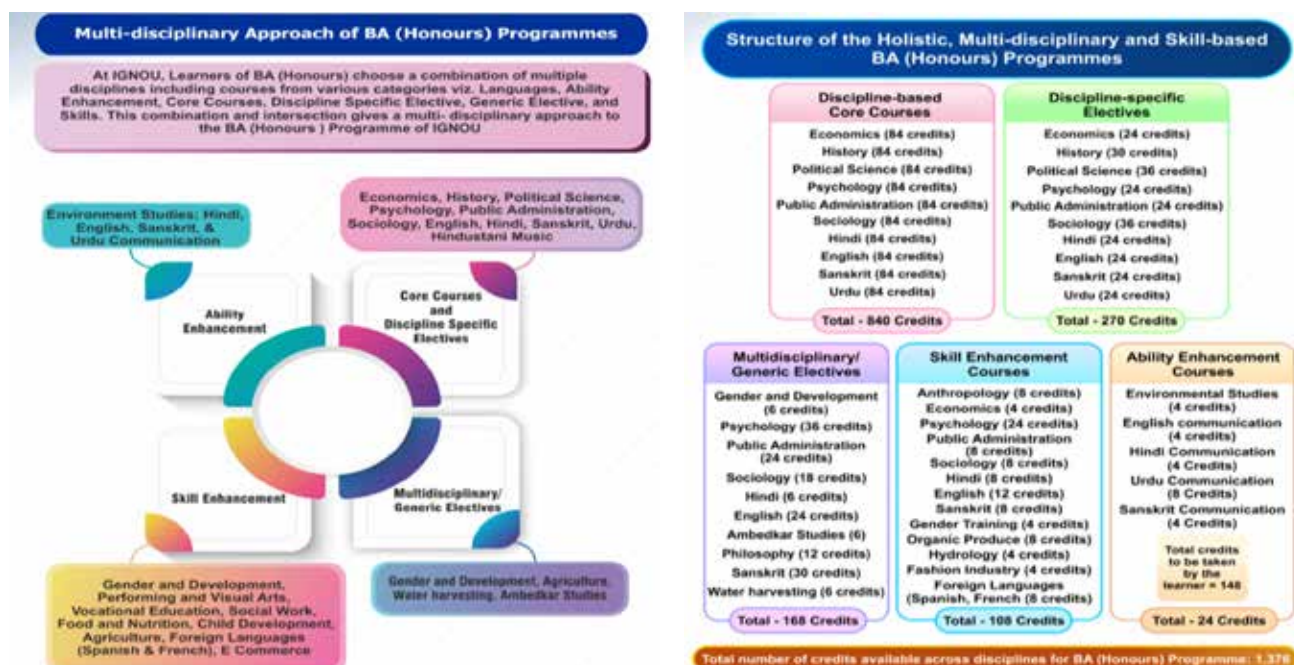 Multi-disciplinary Approach of BA (Honours) Programmes
At IGNOU, Learners of BA (Honours) choose a combination of multiple
disciplines including courses from various categories viz. Languages, Ability
Enhancement, Core Courses, Discipline Specific Elective, Generic Elective, and
Skills. This combination and intersection gives a multi- disciplinary approach to
the BA (Honours ) Programme of IGNOU
Environment Studies; Hindi,
English, Sanskrit, &
Urdu Communication
Economics, History, Political Science,
Psychology, Public Administration,
Sociology, English, Hindi, Sanskrit, Urdu,
Hindustani Music
Ability
Enhancement
Core Courses
and
Discipline Specific
Electives
Skill Enhancement
Multidisciplinary/
Generic Electives
Gender and Development,
Performing and Visual Arts,
Vocational Education, Social Work,
Food and Nutrition, Child Development,
Agriculture, Foreign Languages
(Spanish & French), E Commerce
Gender and Development, Agriculture,
Water harvesting, Ambedkar Studies
Structure of the Holistic, Multi-disciplinary and Skill-based
BA (Honours) Programmes
Discipline-based
Core Courses
Economics (84 credits)
History (84 credits)
Political Science (84 credits)
Psychology (84 credits)
Public Administration (84 credits)
Sociology (84 credits)
Hindi (84 credits)
English (84 credits)
Sanskrit (84 credits)
Urdu (84 credits)
Total - 840 Credits
Discipline-specific
Electives
Economics (24 credits)
History (30 credits)
Political Science (36 credits)
Psychology (24 credits)
Public Administration (24 credits)
Sociology (36 credits)
Hindi (24 credits)
English (24 credits)
Sanskrit (24 credits)
Urdu (24 credits)
Total - 270 Credits
Multidisciplinary/
Generic Electives
Gender and Development
(6 credits)
Psychology (36 credits)
Public Administration
(24 credits)
Sociology (18 credits)
Hindi (6 credits)
English (24 credits)
Ambedkar Studies (6)
Philosophy (12 credits)
Sanskrit (30 credits)
Water harvesting (6 credits)
Total - 168 Credits
Skill Enhancement
Courses
Anthropology (8 credits)
Economics (4 credits)
Psychology (24 credits)
Public Administration
(8 credits)
Sociology (8 credits)
Hindi (8 credits)
English (12 credits)
Sanskrit (8 credits)
Gender Training (4 credits)
Organic Produce (8 credits)
Hydrology (4 credits)
Fashion Industry (4 credits)
Foreign Languages
(Spanish, French (8 credits)
Total - 108 Credits
Ability Enhancement
Courses
Environmental Studies
(4 credits)
English communication
(4 credits)
Hindi Communication
(4 Credits)
Urdu Communication
(8 Credits)
Sanskrit Communication
(4 Credits)
Total credits
to be taken
by the
learner = 148
Total - 24 Credits
Total number of credits available across disciplines for BA (Honours) Programme: 1,376